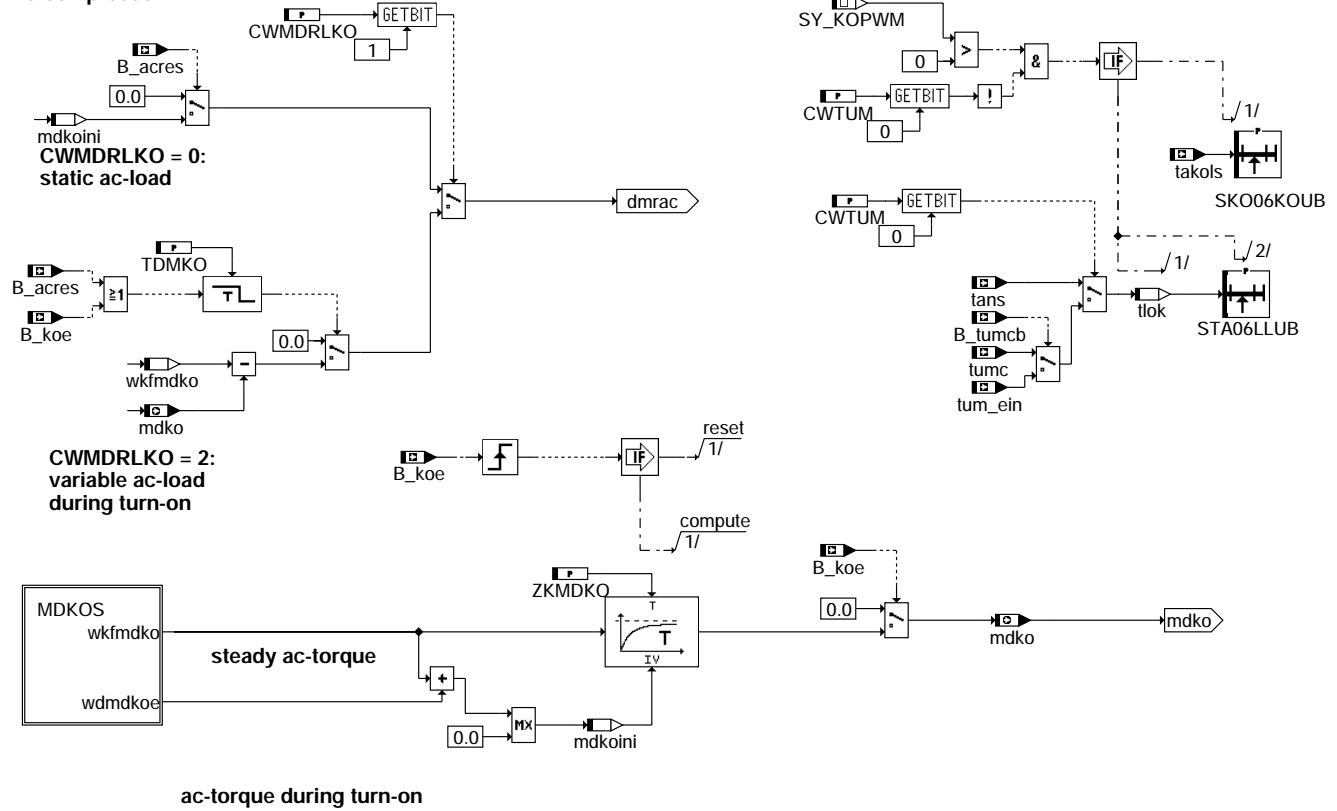 CWMDRLKO
P
GETBIT
1
B_acres
0.0
mdkoini
CWMDRLKO = 0:
static ac-load
dmrac
P
TDMKO
B_acres
B_koe
≥1
T
0.0
wkfmdko
-
mdko
CWMDRLKO = 2:
variable ac-load
during turn-on
SY_KOPWM
0
>
&
IF
P
CWTUM
GETBIT
!
0
1/
P
takols
SKO06KOUB
P
CWTUM
GETBIT
0
1/
2/
P
tans
B_tumcb
tumc
tum_ein
tlok
STA06LLUB
B_koe
IF
reset
1/
compute
1/
MDKOS
wkfmdko
wdmdkoe
steady ac-torque
+
0.0
MX
mdkoini
P
ZKMDKO
T
T
IV
B_koe
0.0
mdko
mdko
ac-torque during turn-on